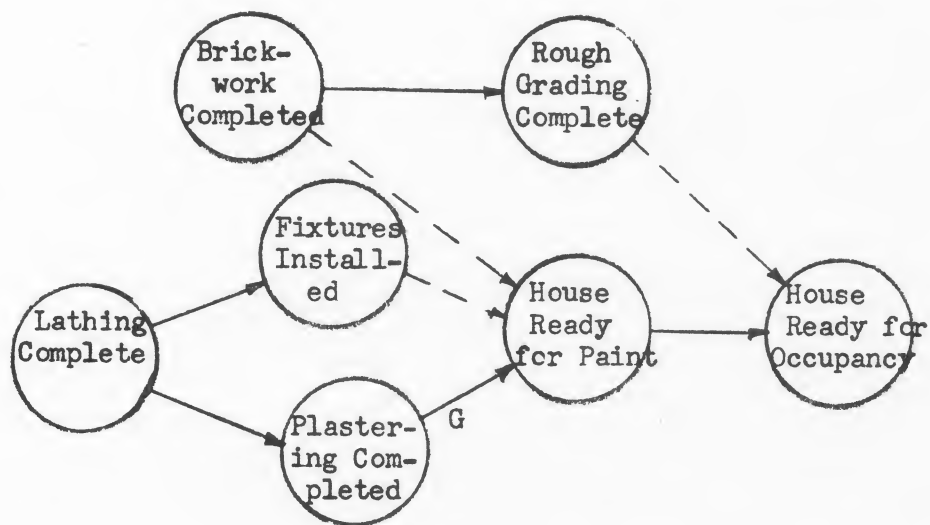 Brick-
work
Completed
Rough
Grading
Complete
Fixtures
Install-
ed
Lathing
Complete
House
Ready
for Paint
House
Ready for
Occupancy
G
Plaster-
ing Com-
pleted